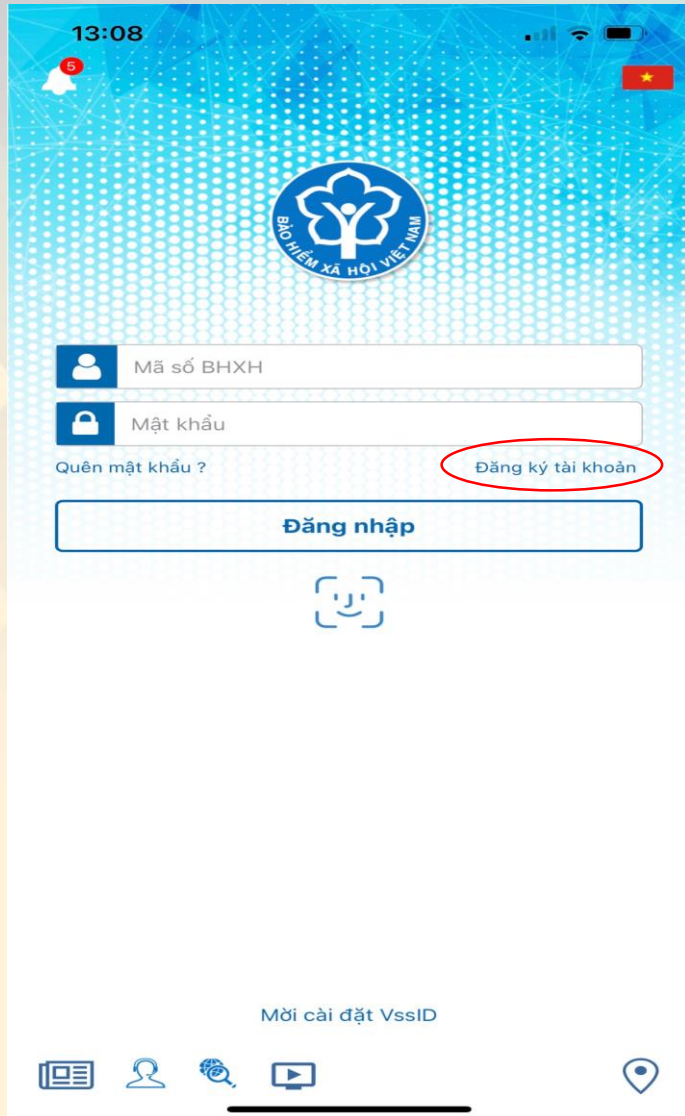 13:08
5
BẢO HIỂM XÃ HỘI VIỆT NAM
Mã số BHXH
Mật khẩu
Quên mật khẩu ?
Đăng ký tài khoản
Đăng nhập
Mời cài đặt VssID